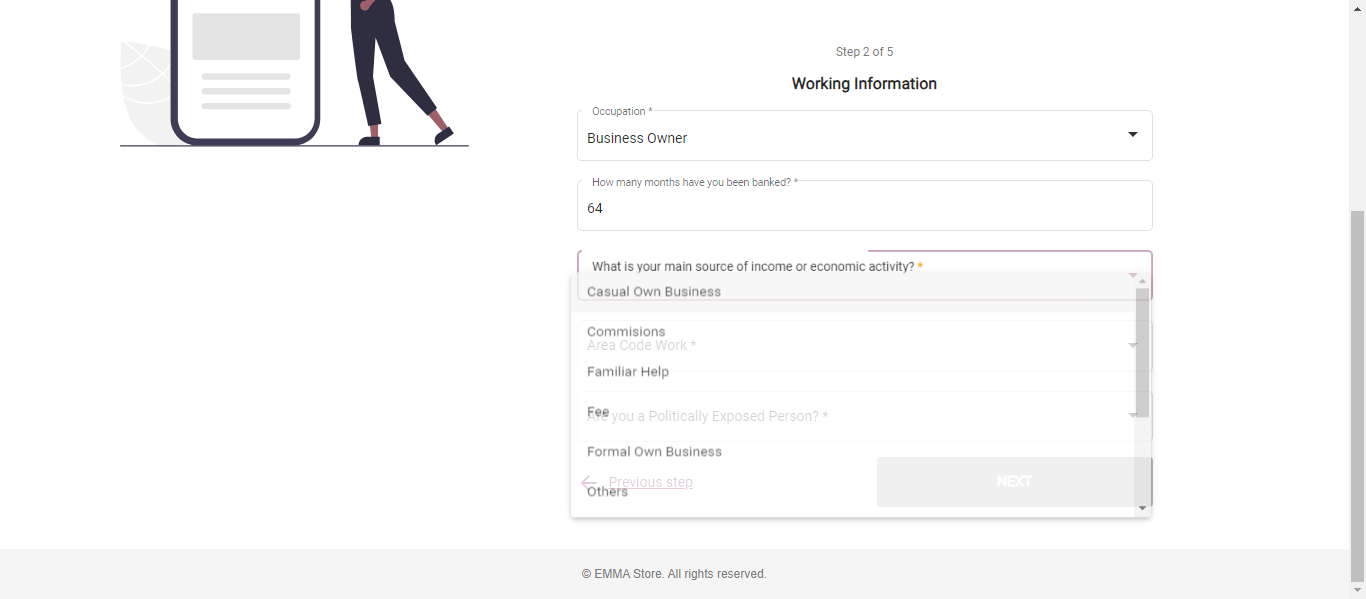 Step 2 of 5
Working Information
Occupation *
Business Owner
How many months have you been banked? *
64
What is your main source of income or economic activity? *
Casual Own Business
Commisions
Area Code Work *
Familiar Help
Fee
Are you a Politically Exposed Person? *
Formal Own Business
Previous step
NEXT
Others
© EMMA Store. All rights reserved.